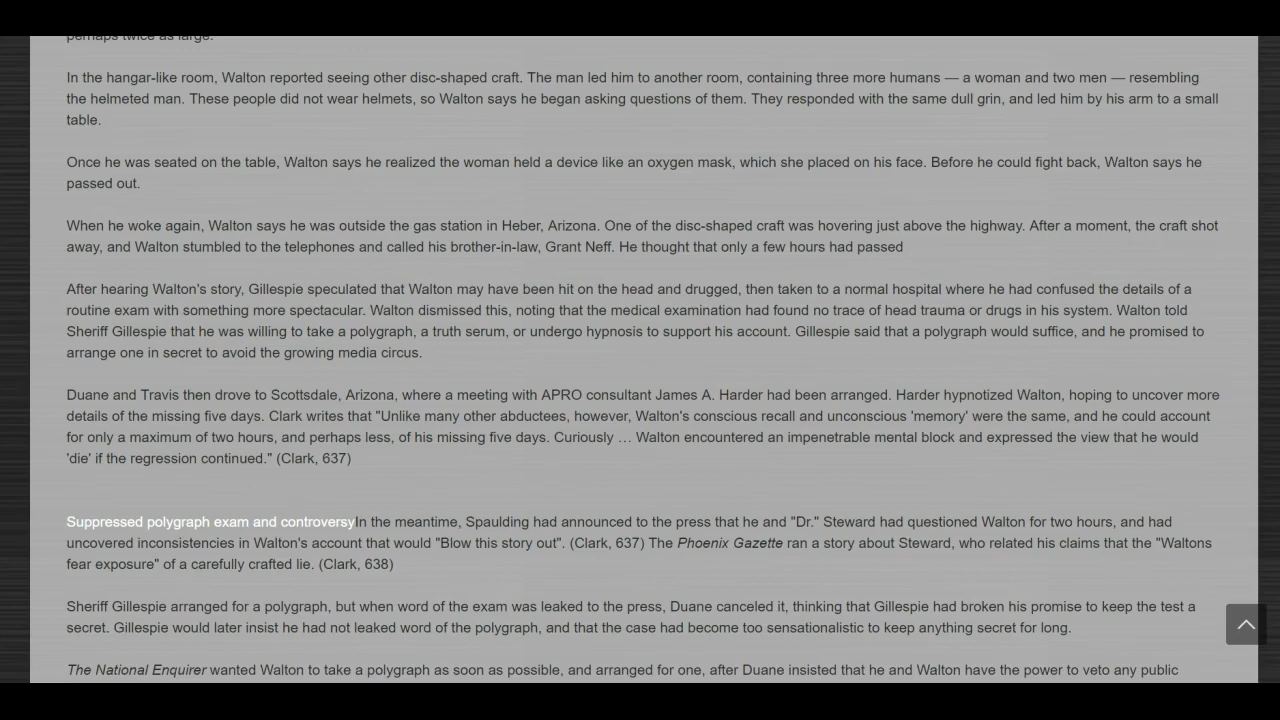 perhaps twice as large.
In the hangar-like room, Walton reported seeing other disc-shaped craft. The man led him to another room, containing three more humans — a woman and two men — resembling
the helmeted man. These people did not wear helmets, so Walton says he began asking questions of them. They responded with the same dull grin, and led him by his arm to a small
table.
Once he was seated on the table, Walton says he realized the woman held a device like an oxygen mask, which she placed on his face. Before he could fight back, Walton says he
passed out.
When he woke again, Walton says he was outside the gas station in Heber, Arizona. One of the disc-shaped craft was hovering just above the highway. After a moment, the craft shot
away, and Walton stumbled to the telephones and called his brother-in-law, Grant Neff. He thought that only a few hours had passed
After hearing Walton's story, Gillespie speculated that Walton may have been hit on the head and drugged, then taken to a normal hospital where he had confused the details of a
routine exam with something more spectacular. Walton dismissed this, noting that the medical examination had found no trace of head trauma or drugs in his system. Walton told
Sheriff Gillespie that he was willing to take a polygraph, a truth serum, or undergo hypnosis to support his account. Gillespie said that a polygraph would suffice, and he promised to
arrange one in secret to avoid the growing media circus.
Duane and Travis then drove to Scottsdale, Arizona, where a meeting with APRO consultant James A. Harder had been arranged. Harder hypnotized Walton, hoping to uncover more
details of the missing five days. Clark writes that "Unlike many other abductees, however, Walton's conscious recall and unconscious 'memory' were the same, and he could account
for only a maximum of two hours, and perhaps less, of his missing five days. Curiously … Walton encountered an impenetrable mental block and expressed the view that he would
'die' if the regression continued." (Clark, 637)
Suppressed polygraph exam and controversyIn the meantime, Spaulding had announced to the press that he and "Dr." Steward had questioned Walton for two hours, and had
uncovered inconsistencies in Walton's account that would "Blow this story out". (Clark, 637) The Phoenix Gazette ran a story about Steward, who related his claims that the "Waltons
fear exposure" of a carefully crafted lie. (Clark, 638)
Sheriff Gillespie arranged for a polygraph, but when word of the exam was leaked to the press, Duane canceled it, thinking that Gillespie had broken his promise to keep the test a
secret. Gillespie would later insist he had not leaked word of the polygraph, and that the case had become too sensationalistic to keep anything secret for long.
The National Enquirer wanted Walton to take a polygraph as soon as possible, and arranged for one, after Duane insisted that he and Walton have the power to veto any public